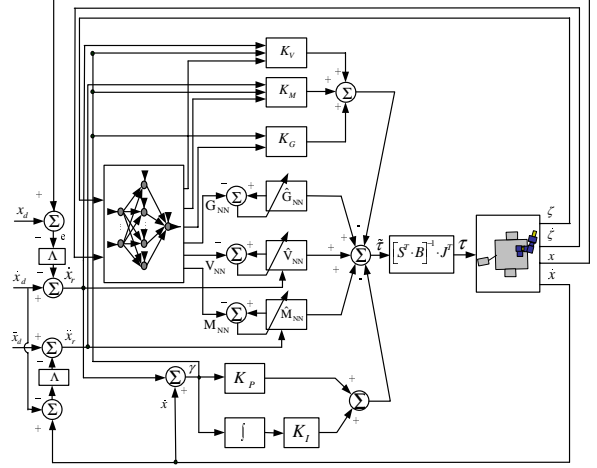 K_V
+
+
K_M
+
Σ
+
K_G
+
x_d
Σ
− e
Λ
−
ẋ_d
+
Σ
ẋ_r
ẍ_d
+
Σ
ẍ_r
−
Λ
−
−
Σ
+
G_NN
−
Σ
+
Ĝ_NN
V_NN
−
Σ
+
V̂_NN
M_NN
−
Σ
+
M̂_NN
-
+
+
+
Σ
+
-
τ̃
[S^T · B]^{-1} · J^T
τ
ζ
ζ̇
x
ẋ
−
Σ
γ
+
ẋ
K_P
+
Σ
+
∫
K_I